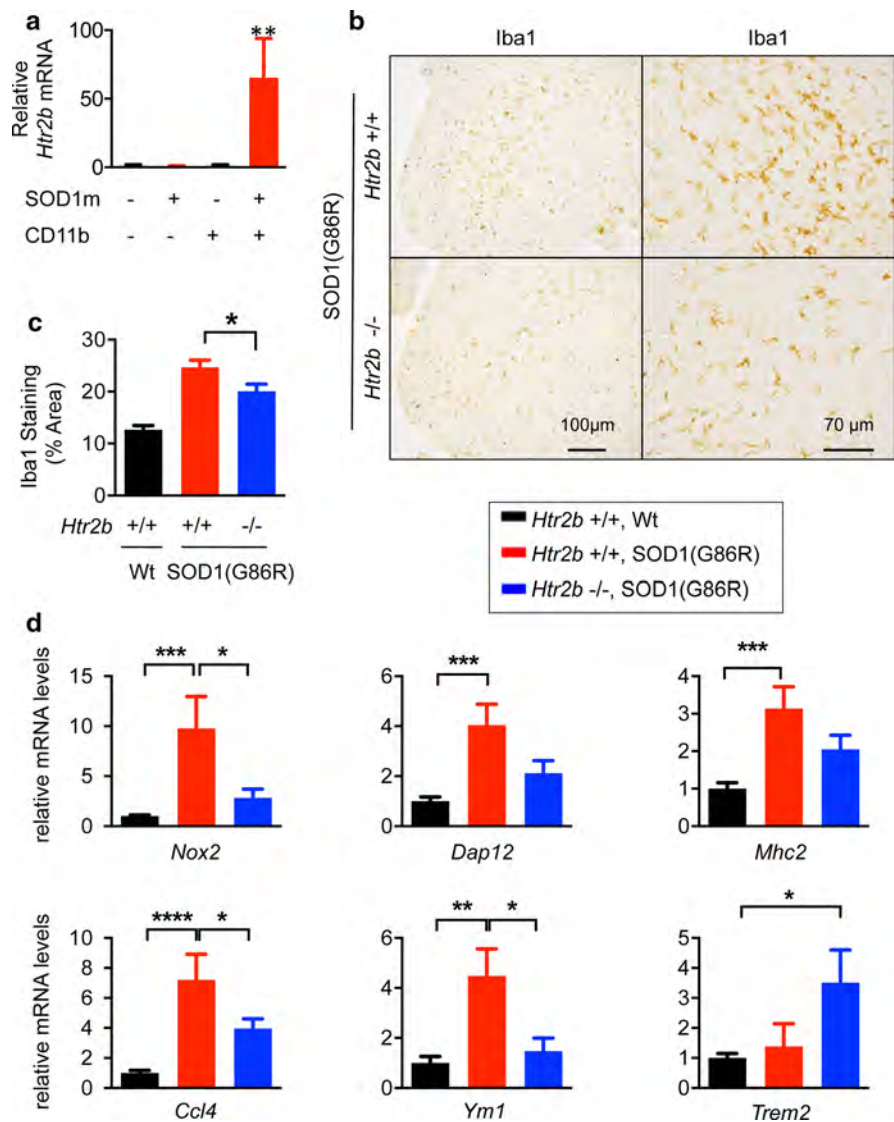 a
Relative
Htr2b mRNA
100
50
0
**
SOD1m - + - +
CD11b - - + +
b
Iba1 Iba1
SOD1(G86R)
Htr2b +/+
Htr2b -/-
100µm
70 µm
c
Iba1 Staining
(% Area)
30
20
10
0
*
Htr2b +/+ +/+ -/-
Wt SOD1(G86R)
Htr2b +/+, Wt
Htr2b +/+, SOD1(G86R)
Htr2b -/-, SOD1(G86R)
d
relative mRNA levels
15
10
5
0
*** *
Nox2
6
4
2
0
***
Dap12
4
3
2
1
0
***
Mhc2
relative mRNA levels
10
8
6
4
2
0
**** *
Ccl4
6
4
2
0
** *
Ym1
5
4
3
2
1
0
*
Trem2